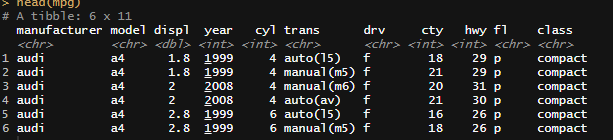 > head(mpg)
# A tibble: 6 x 11
manufacturer model displ year cyl trans drv cty hwy fl class
<chr> <chr> <dbl> <int> <int> <chr> <chr> <int> <int> <chr> <chr>
1 audi a4 1.8 1999 4 auto(l5) f 18 29 p compact
2 audi a4 1.8 1999 4 manual(m5) f 21 29 p compact
3 audi a4 2 2008 4 manual(m6) f 20 31 p compact
4 audi a4 2 2008 4 auto(av) f 21 30 p compact
5 audi a4 2.8 1999 6 auto(l5) f 16 26 p compact
6 audi a4 2.8 1999 6 manual(m5) f 18 26 p compact